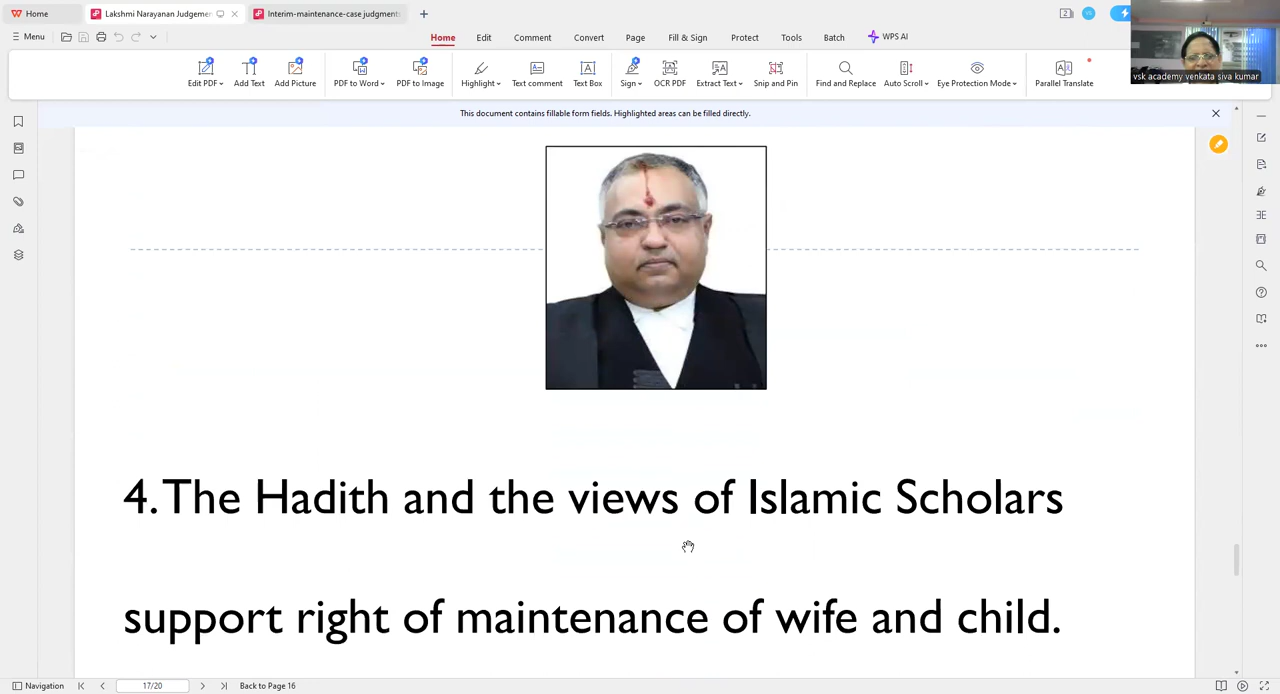 Home
Lakshmi Narayanan Judgemen
Interim-maintenance-case judgments
2
Menu
Home
Edit
Comment
Convert
Page
Fill & Sign
Protect
Tools
Batch
WPS AI
Edit PDF
Add Text
Add Picture
PDF to Word
PDF to Image
Highlight
Text comment
Text Box
Sign
OCR PDF
Extract Text
Snip and Pin
Find and Replace
Auto Scroll
Eye Protection Mode
Parallel Translate
vsk academy venkata siva kumar
This document contains fillable form fields. Highlighted areas can be filled directly.
4. The Hadith and the views of Islamic Scholars
support right of maintenance of wife and child.
Navigation
17/20
Back to Page 16